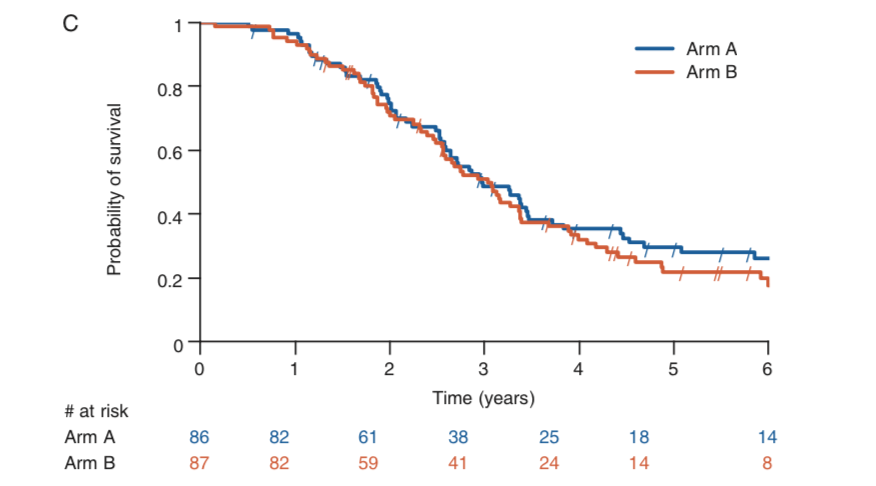 C
Arm A
Arm B
Probability of survival
1
0.8
0.6
0.4
0.2
0
0 1 2 3 4 5 6
Time (years)
# at risk
Arm A 86 82 61 38 25 18 14
Arm B 87 82 59 41 24 14 8